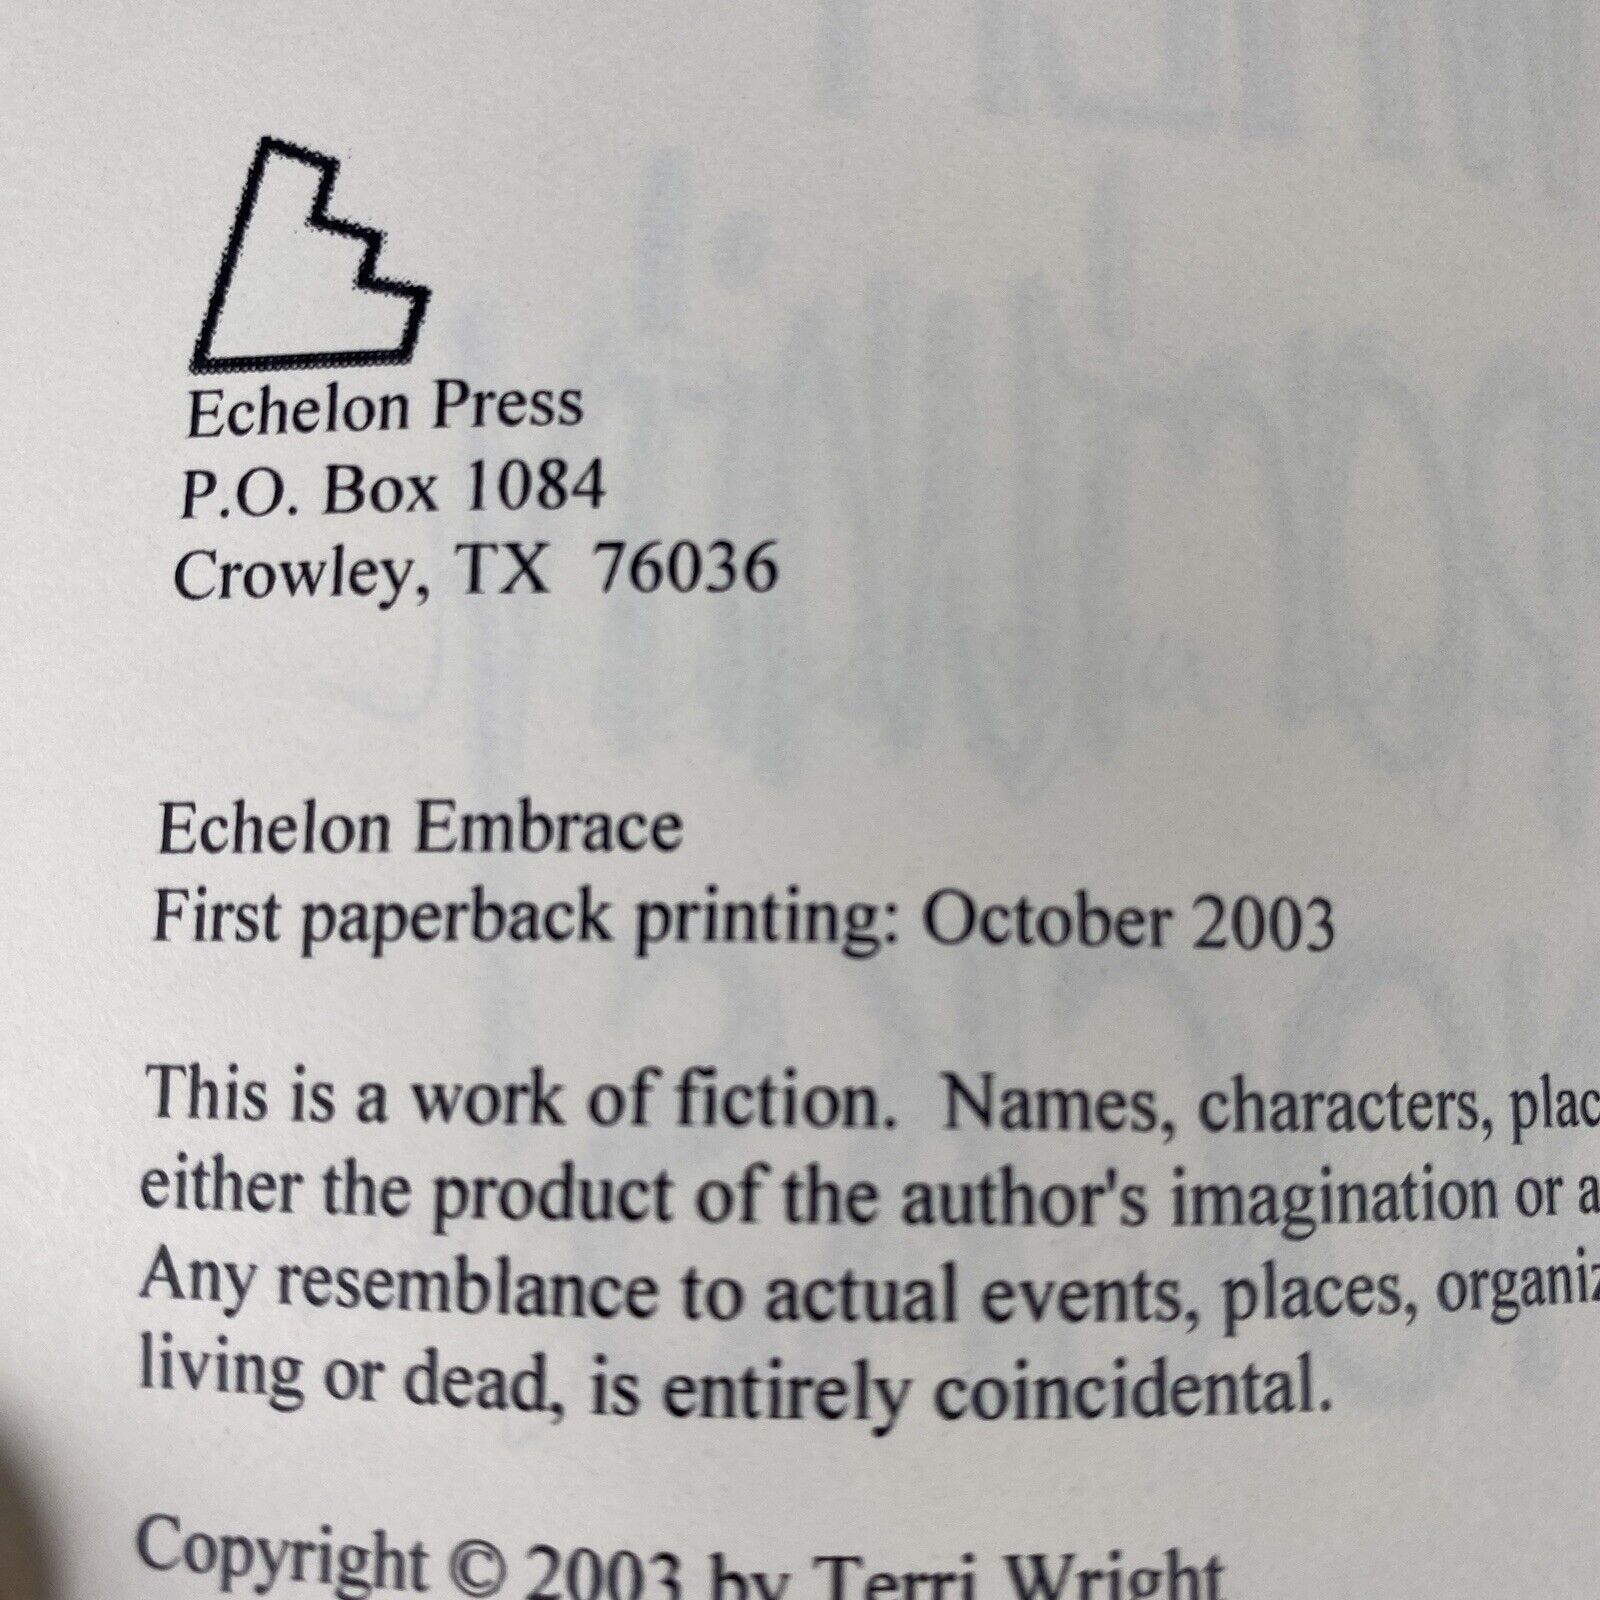 Echelon Press
P.O. Box 1084
Crowley, TX 76036
Echelon Embrace
First paperback printing: October 2003
This is a work of fiction. Names, characters, plac
either the product of the author's imagination or a
Any resemblance to actual events, places, organiz
living or dead, is entirely coincidental.
Copyright © 2003 by Terri Wright